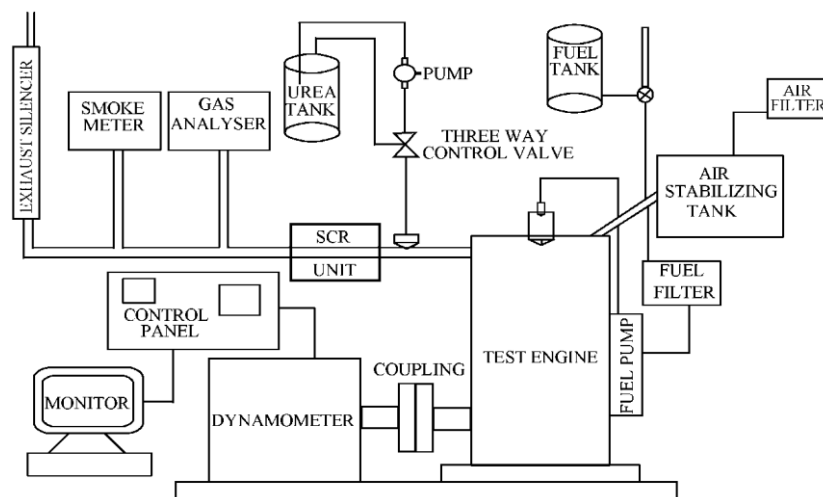 EXHAUST SILENCER
SMOKE
METER
GAS
ANALYSER
UREA
TANK
PUMP
THREE WAY
CONTROL VALVE
FUEL
TANK
AIR
FILTER
AIR
STABILIZING
TANK
SCR
UNIT
FUEL
FILTER
CONTROL
PANEL
COUPLING
TEST ENGINE
FUEL PUMP
MONITOR
DYNAMOMETER